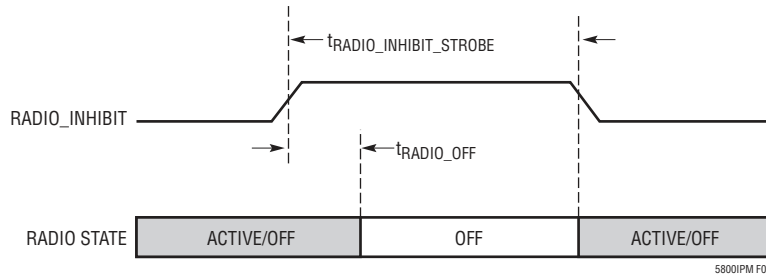 tRADIO_INHIBIT_STROBE
RADIO_INHIBIT
tRADIO_OFF
RADIO STATE ACTIVE/OFF OFF ACTIVE/OFF
5800IPM F0